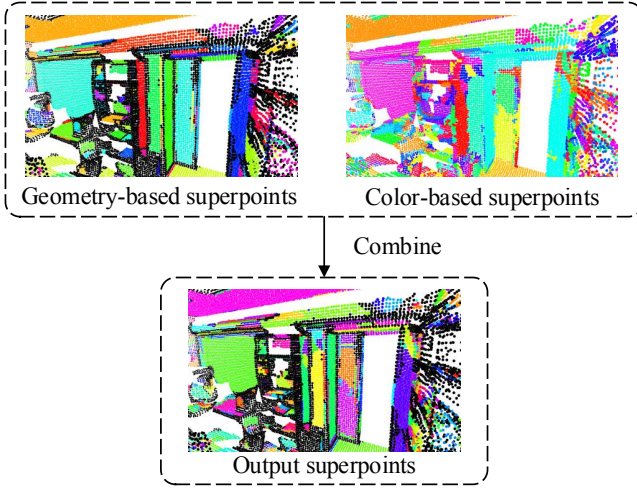 Geometry-based superpoints
Color-based superpoints
Combine
Output superpoints